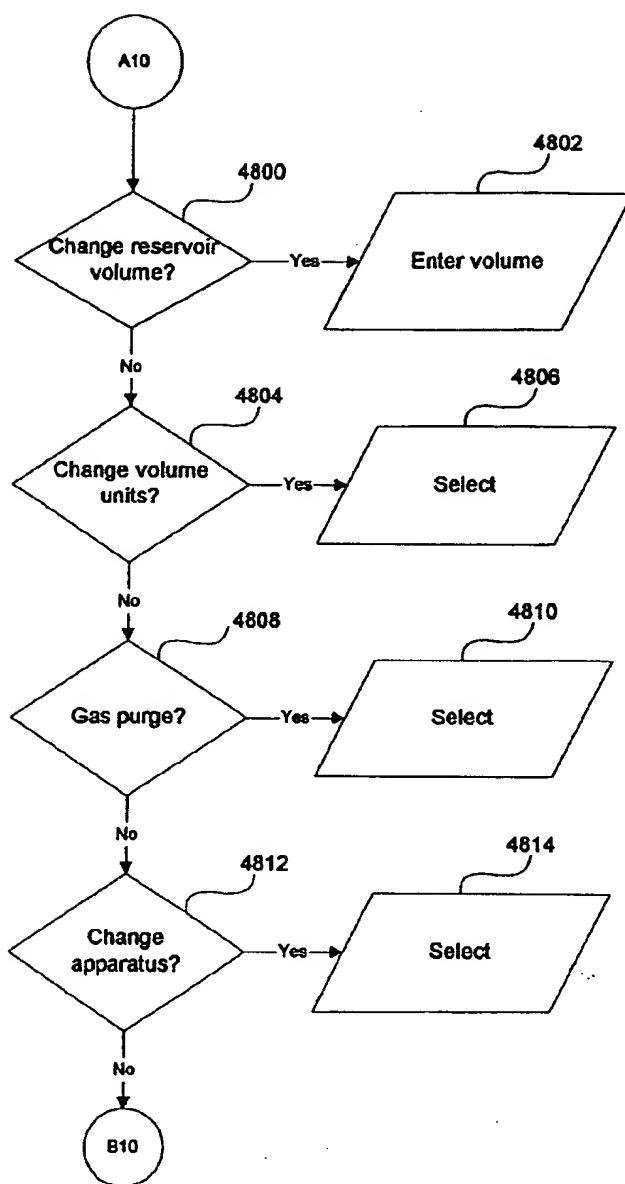 A10
4800
4802
Change reservoir
volume?
Yes
Enter volume
No
4804
4806
Change volume
units?
Yes
Select
No
4808
4810
Gas purge?
Yes
Select
No
4812
4814
Change
apparatus?
Yes
Select
No
B10